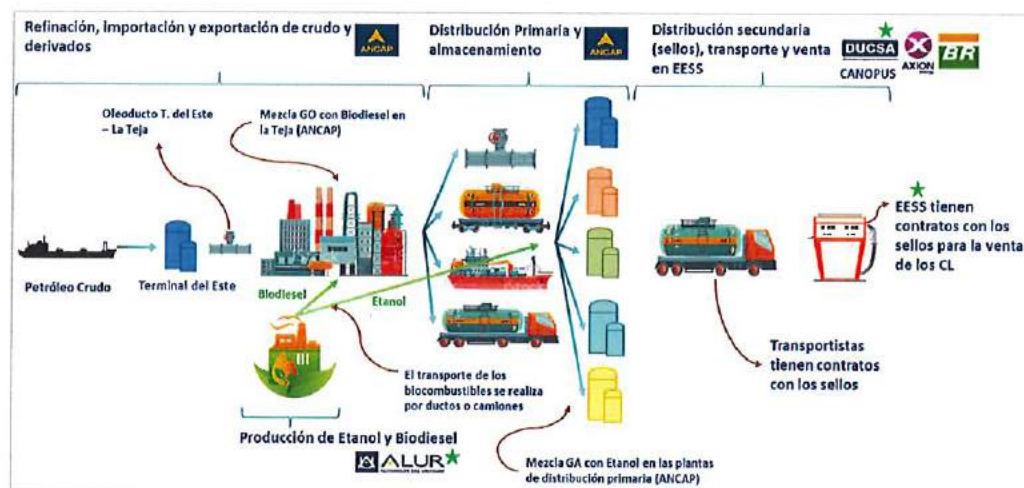 Refinación, importación y exportación de crudo y
derivados
ANCAP
Distribución Primaria y
almacenamiento
ANCAP
Distribución secundaria
(sellos), transporte y venta
en EESS
DUCSA
CANOPUS
AXION
BR
Oleoducto T. del Este
– La Teja
Mezcla GO con Biodiesel en
la Teja (ANCAP)
Petróleo Crudo
Terminal del Este
Biodiesel
Etanol
EESS tienen
contratos con los
sellos para la venta
de los CL
Transportistas
tienen contratos
con los sellos
El transporte de los
biocombustibles se realiza
por ductos o camiones
Producción de Etanol y Biodiesel
ALUR
Mezcla GA con Etanol en las plantas
de distribución primaria (ANCAP)